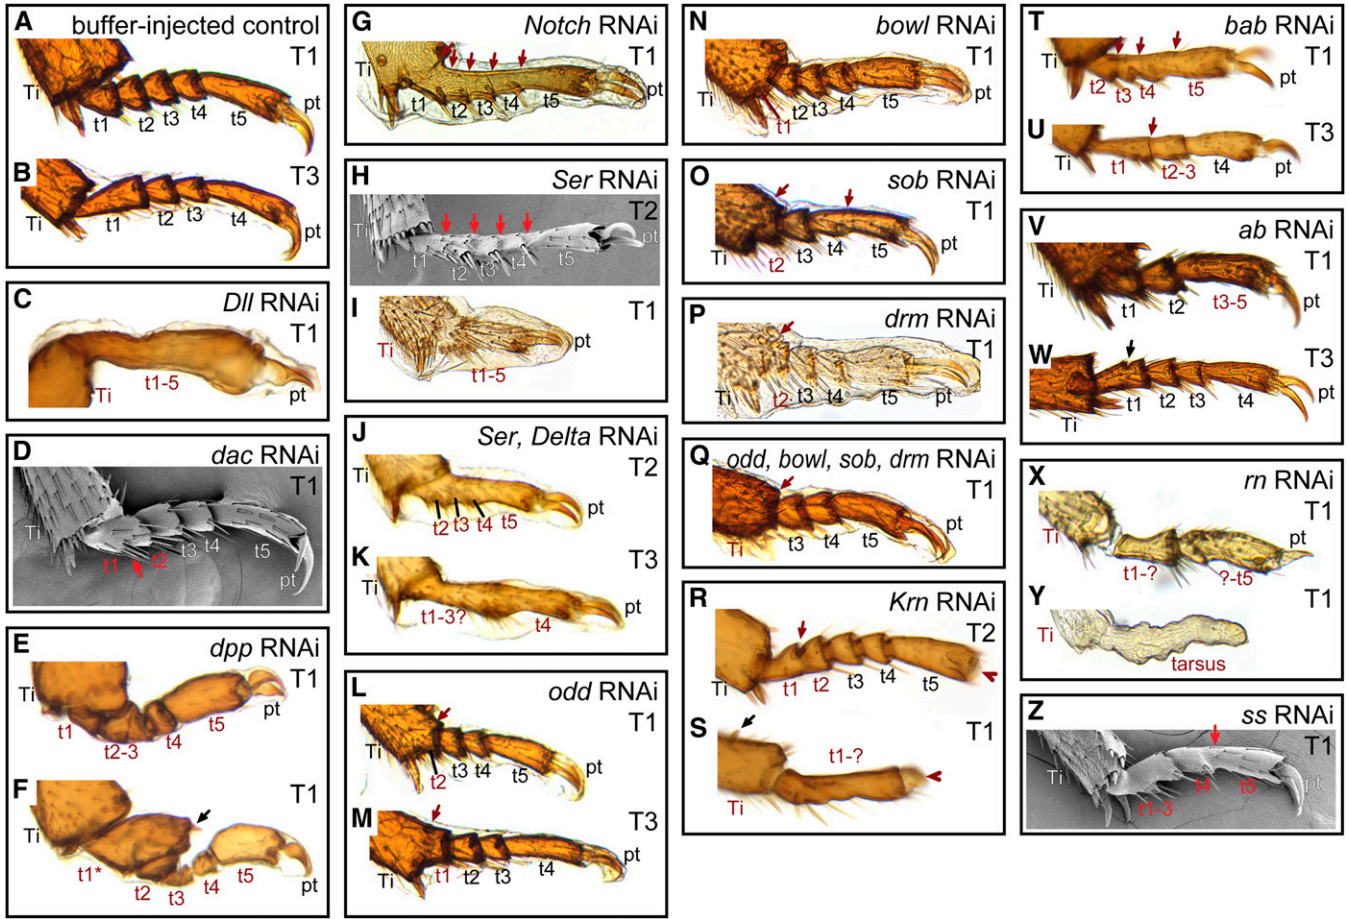 A buffer-injected control
T1
Ti
t1 t2 t3 t4 t5 pt
B
T3
Ti
t1 t2 t3 t4 pt
C Dll RNAi
T1
Ti t1-5 pt
D dac RNAi
T1
Ti t1 t2 t3 t4 t5 pt
E dpp RNAi
T1
Ti t1 t2-3 t4 t5 pt
F
T1
Ti t1* t2 t3 t4 t5 pt
G Notch RNAi
T1
Ti t1 t2 t3 t4 t5 pt
H Ser RNAi
T2
Ti t1 t2 t3 t4 t5 pt
I
T1
Ti t1-5 pt
J Ser, Delta RNAi
T2
Ti t2 t3 t4 t5 pt
K
T3
Ti t1-3? t4 pt
L odd RNAi
T1
Ti t2 t3 t4 t5 pt
M
T3
Ti t1 t2 t3 t4 pt
N bowl RNAi
T1
Ti t1 t2 t3 t4 t5 pt
O sob RNAi
T1
Ti t2 t3 t4 t5 pt
P drm RNAi
T1
Ti t2 t3 t4 t5 pt
Q odd, bowl, sob, drm RNAi
T1
Ti t3 t4 t5 pt
R Krn RNAi
T2
Ti t1 t2 t3 t4 t5
S
T1
Ti t1-?
T bab RNAi
T1
Ti t2 t3 t4 t5 pt
U
T3
Ti t1 t2-3 t4 pt
V ab RNAi
T1
Ti t1 t2 t3-5 pt
W
T3
Ti t1 t2 t3 t4 pt
X rn RNAi
T1
Ti t1-? ?-t5 pt
Y
T1
Ti tarsus
Z ss RNAi
T1
Ti t1-3 t4 t5 pt